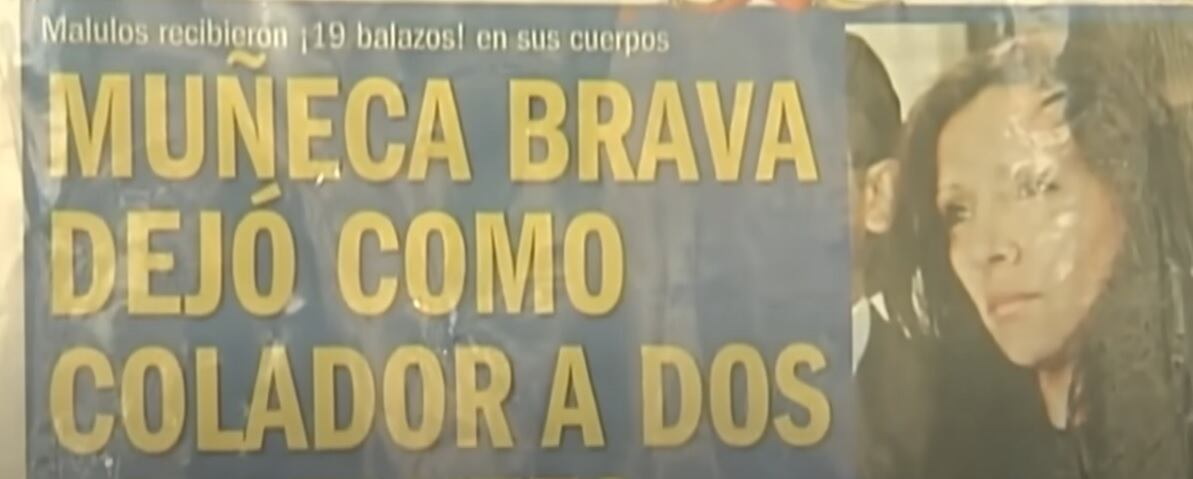 Malulos recibieron ¡19 balazos! en sus cuerpos
MUÑECA BRAVA
DEJÓ COMO
COLADOR A DOS